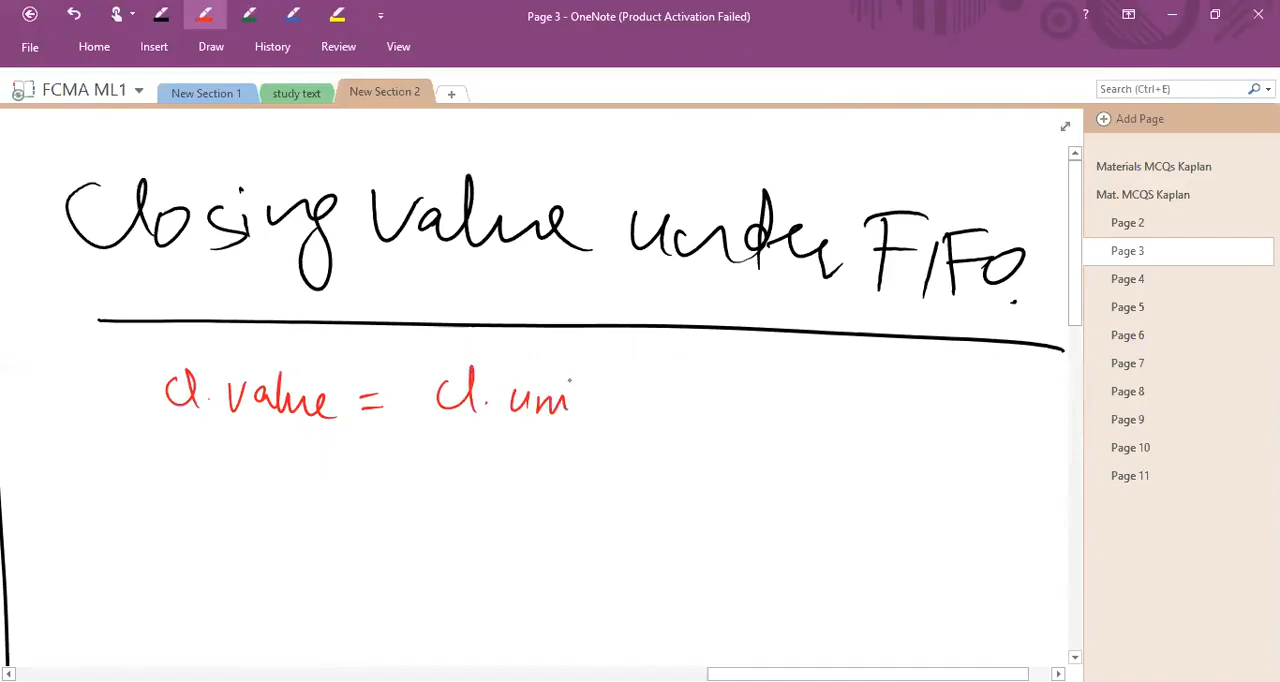 Page 3 - OneNote (Product Activation Failed)
?
File Home Insert Draw History Review View
FCMA ML1 New Section 1 study text New Section 2 +
Search (Ctrl+E)
Add Page
Materials MCQs Kaplan
Mat. MCQS Kaplan
Page 2
Page 3
Page 4
Page 5
Page 6
Page 7
Page 8
Page 9
Page 10
Page 11
Closing Value under FIFO.
Cl. value = Cl. uni